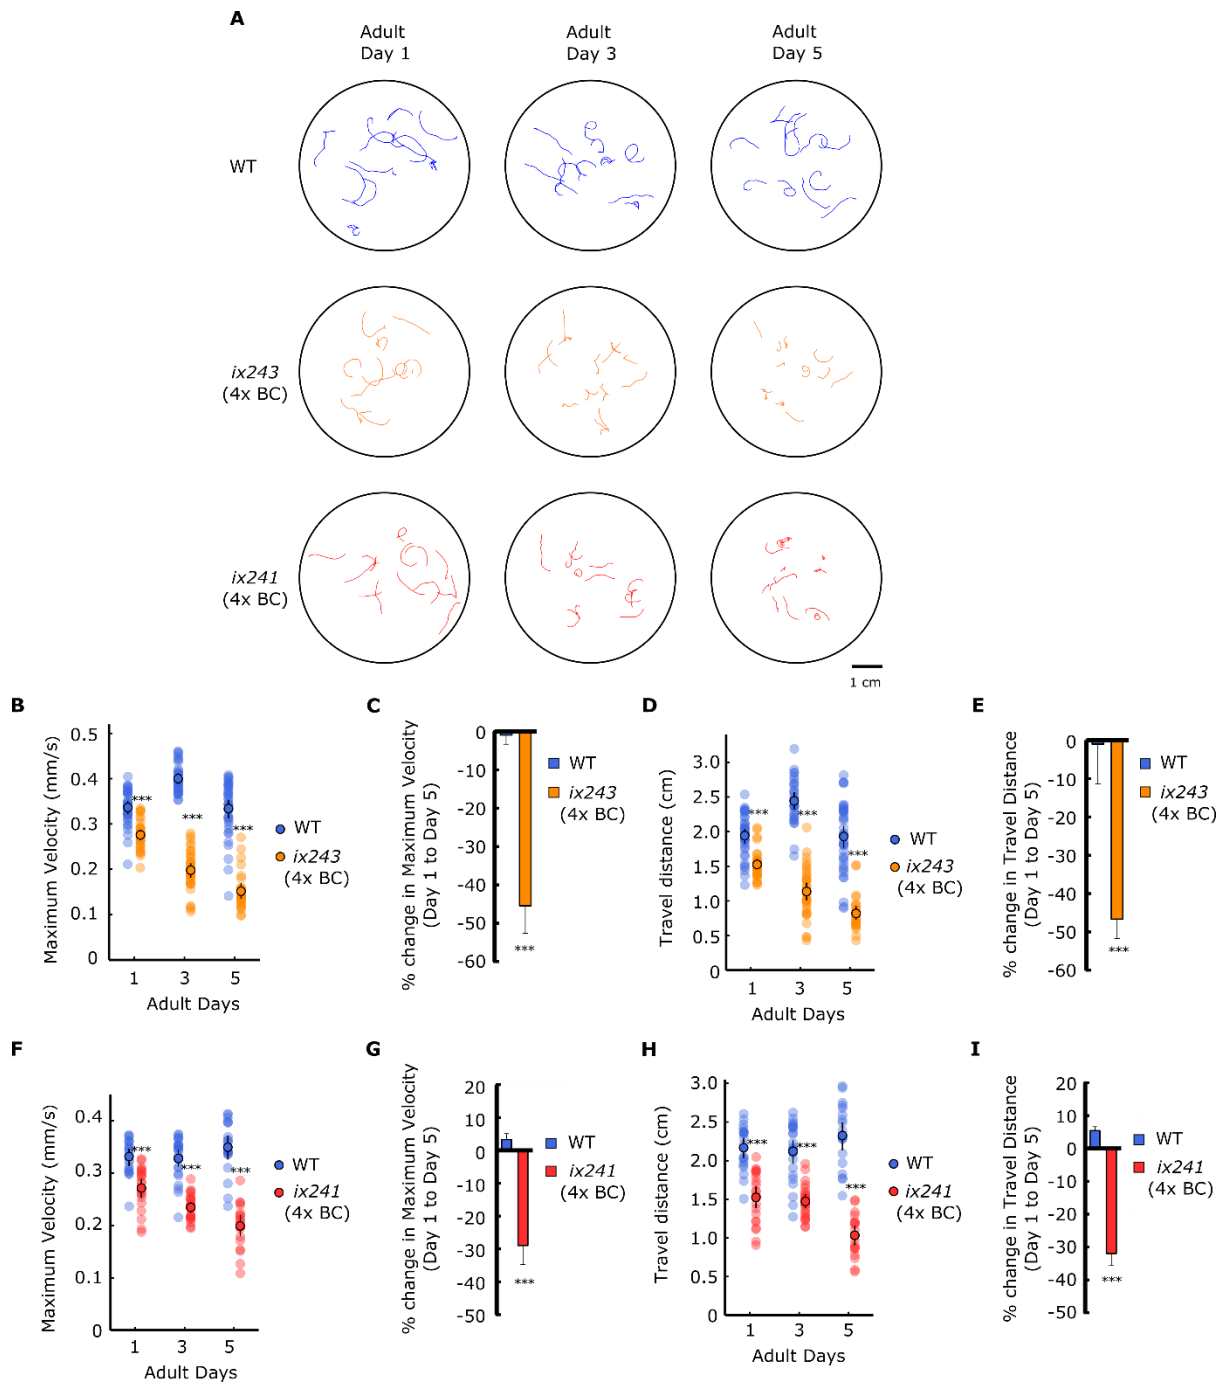 A
Adult
Day 1
Adult
Day 3
Adult
Day 5
WT
ix243
(4x BC)
ix241
(4x BC)
1 cm
B
Maximum Velocity (mm/s)
0.5
0.4
0.3
0.2
0.1
0
***
***
***
1 3 5
Adult Days
WT
ix243
(4x BC)
C
% change in Maximum Velocity
(Day 1 to Day 5)
0
-10
-20
-30
-40
-50
-60
***
WT
ix243
(4x BC)
D
Travel distance (cm)
3.0
2.5
2.0
1.5
1.0
0.5
0
***
***
***
1 3 5
Adult Days
WT
ix243
(4x BC)
E
% change in Travel Distance
(Day 1 to Day 5)
0
-10
-20
-30
-40
-50
-60
***
WT
ix243
(4x BC)
F
Maximum Velocity (mm/s)
0.4
0.3
0.2
0.1
0
***
***
***
1 3 5
Adult Days
WT
ix241
(4x BC)
G
% change in Maximum Velocity
(Day 1 to Day 5)
20
10
0
-10
-20
-30
-40
-50
***
WT
ix241
(4x BC)
H
Travel distance (cm)
3.0
2.5
2.0
1.5
1.0
0.5
0
***
***
***
1 3 5
Adult Days
WT
ix241
(4x BC)
I
% change in Travel Distance
(Day 1 to Day 5)
20
10
0
-10
-20
-30
-40
-50
***
WT
ix241
(4x BC)